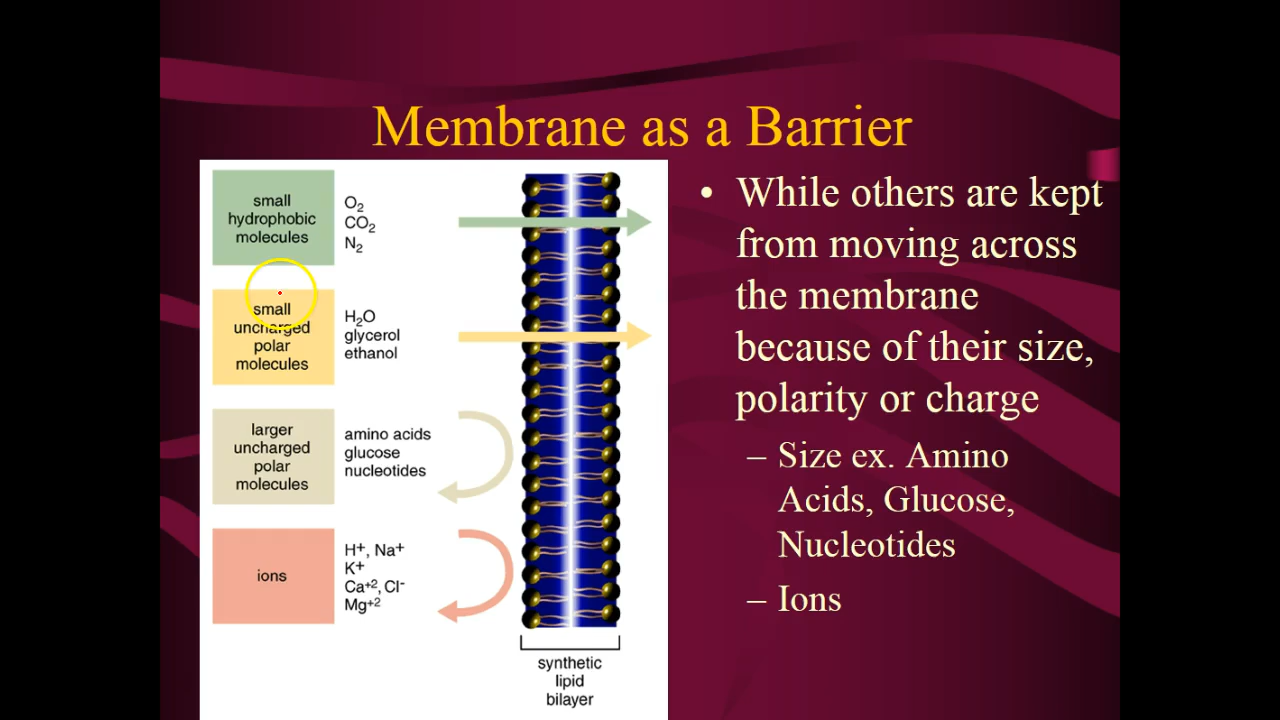 Membrane as a Barrier
small
hydrophobic
molecules
O₂
CO₂
N₂
small
uncharged
polar
molecules
H₂O
glycerol
ethanol
larger
uncharged
polar
molecules
amino acids
glucose
nucleotides
ions
H⁺, Na⁺
K⁺
Ca⁺², Cl⁻
Mg⁺²
synthetic
lipid
bilayer
• While others are kept
from moving across
the membrane
because of their size,
polarity or charge
– Size ex. Amino
Acids, Glucose,
Nucleotides
– Ions